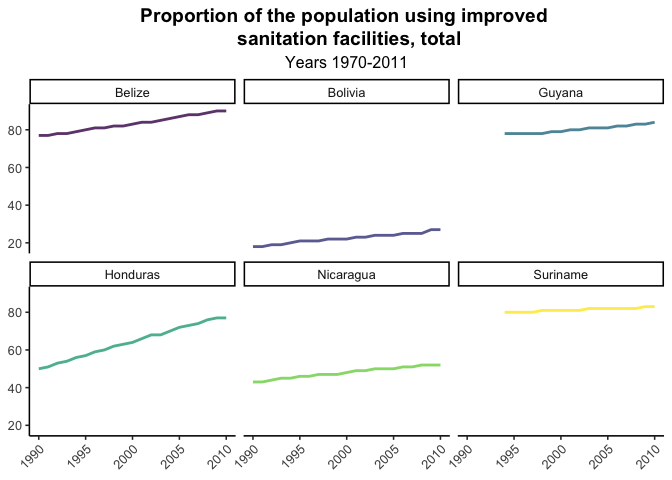 Proportion of the population using improved
sanitation facilities, total
Years 1970-2011
Belize Bolivia Guyana
80
60
40
20
Honduras Nicaragua Suriname
80
60
40
20
1990 1995 2000 2005 2010 1990 1995 2000 2005 2010 1990 1995 2000 2005 2010